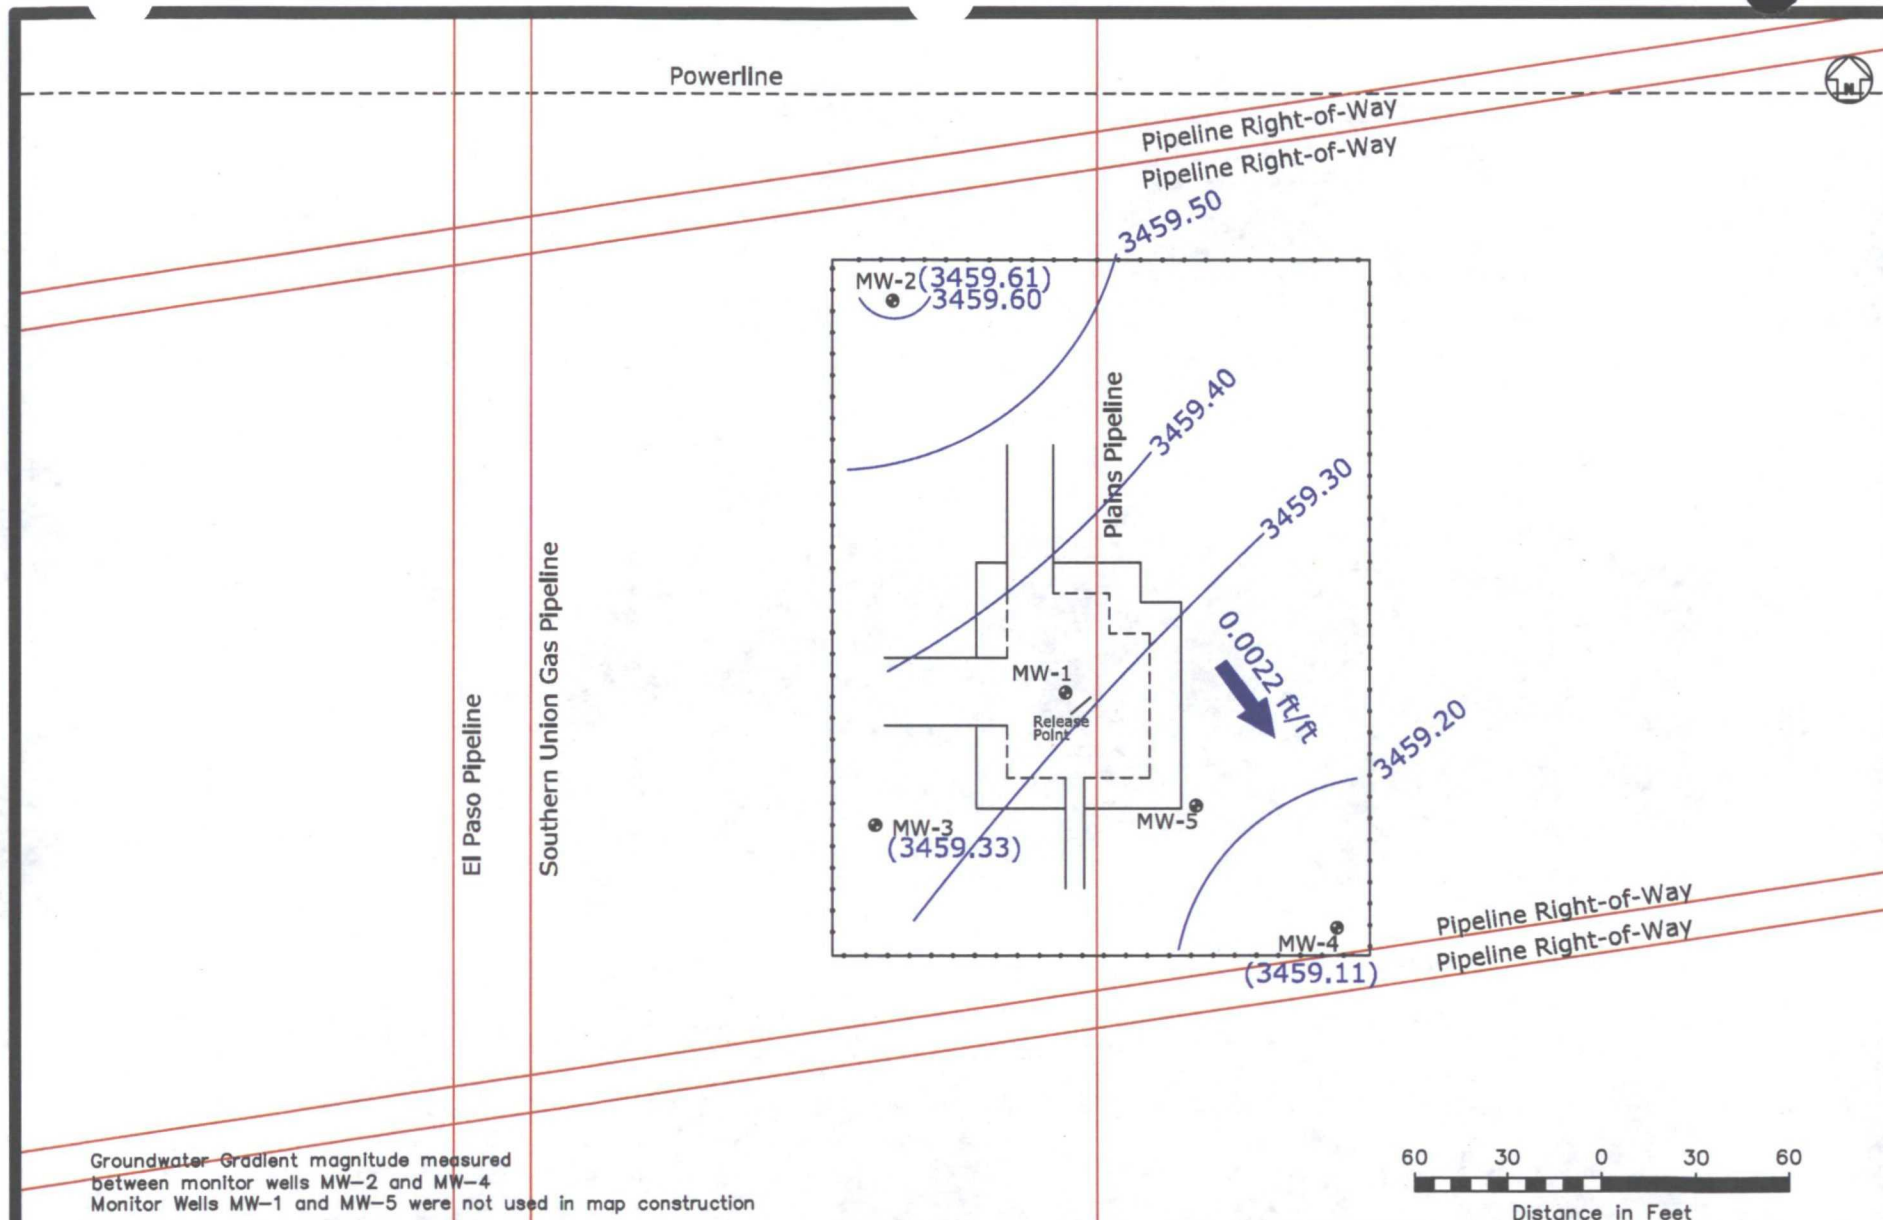 Powerline
N
Pipeline Right-of-Way
Pipeline Right-of-Way
3459.50
MW-2
(3459.61)
3459.60
Plains Pipeline
3459.40
3459.30
El Paso Pipeline
Southern Union Gas Pipeline
MW-1
Release
Point
0.0022 ft/ft
3459.20
MW-3
(3459.33)
MW-5
MW-4
(3459.11)
Pipeline Right-of-Way
Pipeline Right-of-Way
Groundwater Gradient magnitude measured
between monitor wells MW-2 and MW-4
Monitor Wells MW-1 and MW-5 were not used in map construction
60 30 0 30 60
Distance in Feet